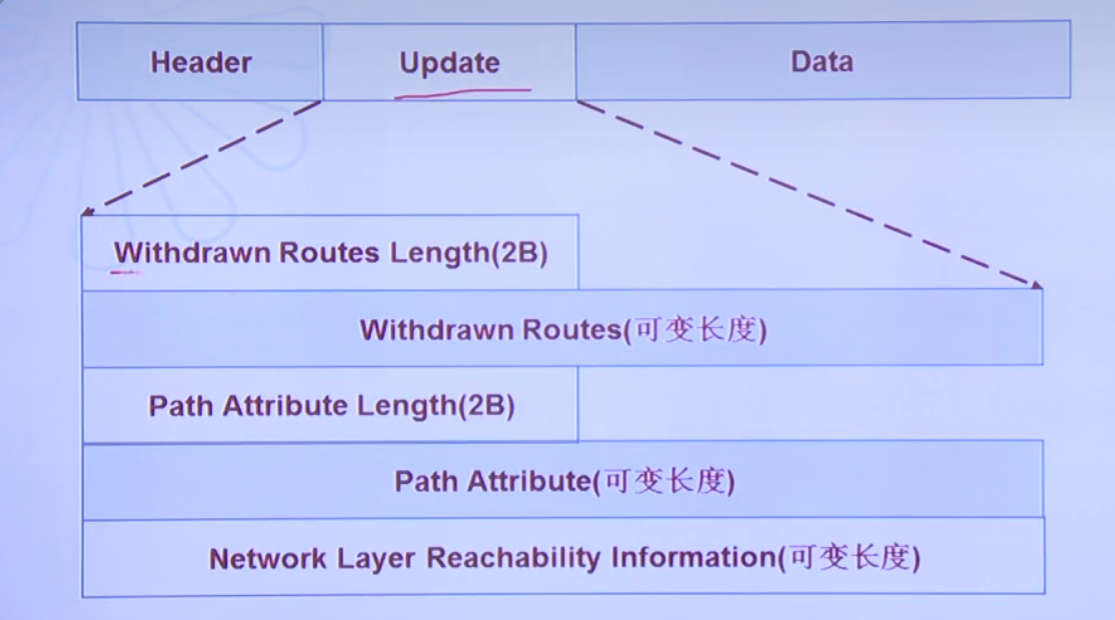 Header
Update
Data
Withdrawn Routes Length(2B)
Withdrawn Routes(可变长度)
Path Attribute Length(2B)
Path Attribute(可变长度)
Network Layer Reachability Information(可变长度)